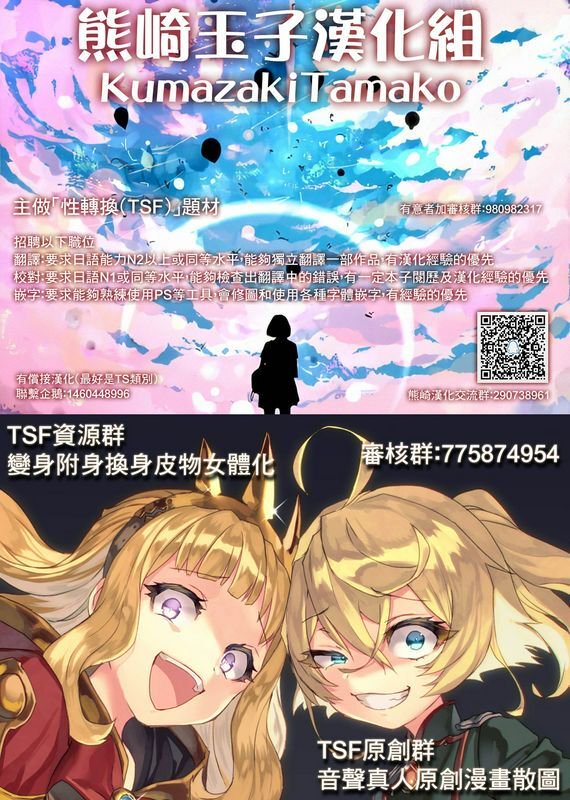 熊崎玉子漢化組
KumazakiTamako
主做「性轉換(TSF)」題材
有意者加審核群:980982317
招聘以下職位
翻譯:要求日語能力N2以上或同等水平,能夠獨立翻譯一部作品,有漢化經驗的優先
校對:要求日語N1或同等水平,能夠檢查出翻譯中的錯誤,有一定本子閱歷及漢化經驗的優先
嵌字:要求能夠熟練使用PS等工具,會修圖和使用各種字體嵌字,有經驗的優先
有償接漢化(最好是TS類別)
聯繫企鵝:1460448996
熊崎漢化交流群:290738961
TSF資源群
變身附身換身皮物女體化
審核群:775874954
TSF原創群
音聲真人原創漫畫散圖